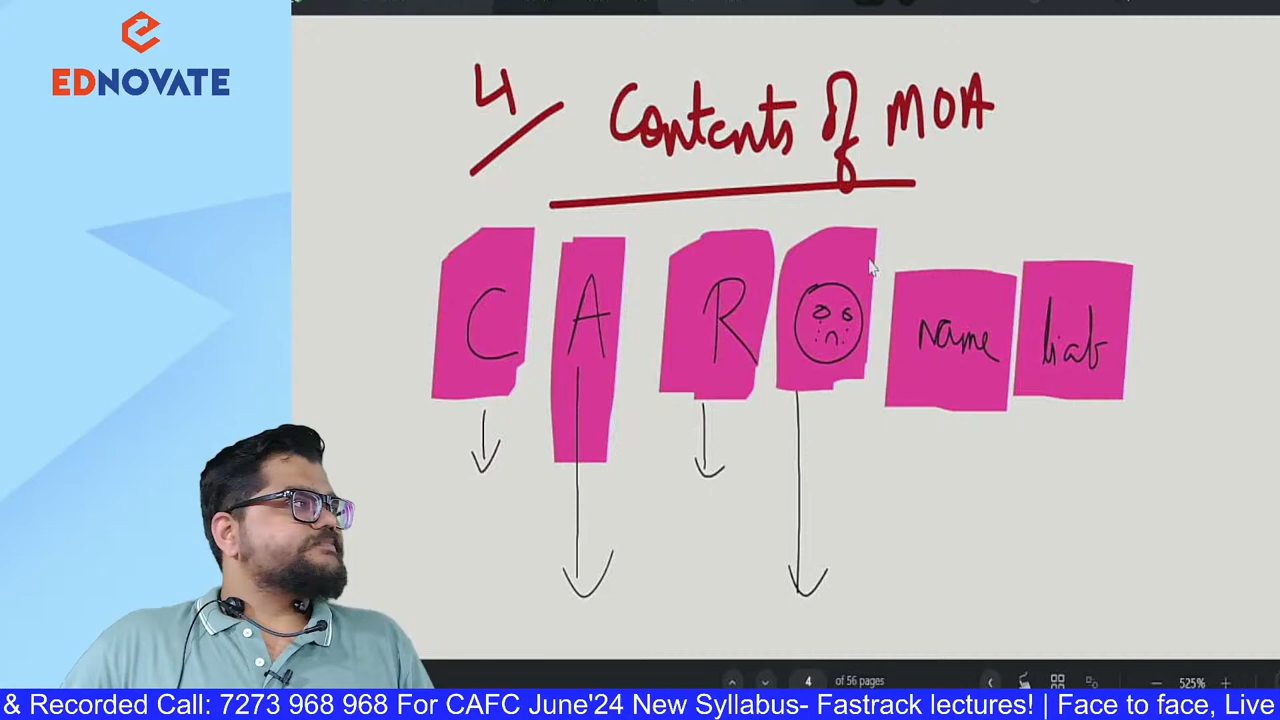 EDNOVATE
4/ Contents of MOA
C A R name liab
4 of 56 pages
525%
& Recorded Call: 7273 968 968 For CAFC June'24 New Syllabus- Fastrack lectures! | Face to face, Live